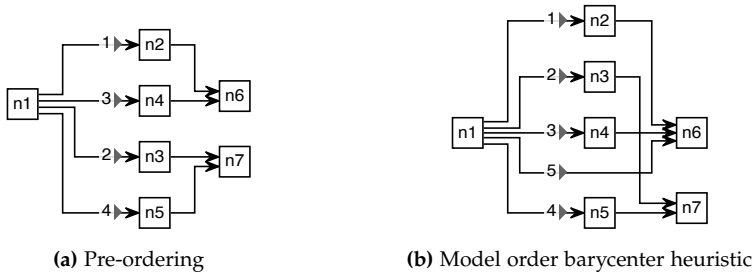 1 n2
n1 3 n4 n6
2 n3 n7
4 n5
(a) Pre-ordering
1 n2
2 n3
n1 3 n4 n6
5
4 n5 n7
(b) Model order barycenter heuristic